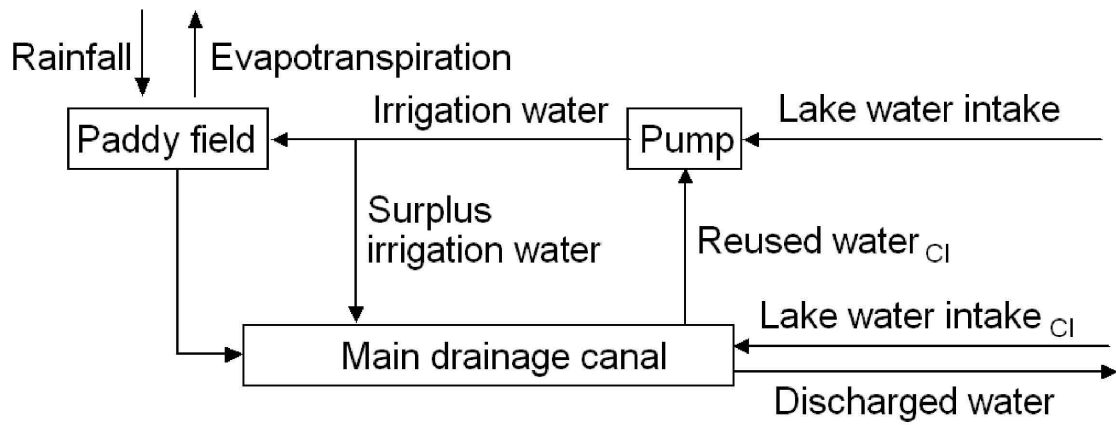 Rainfall
Evapotranspiration
Irrigation water
Lake water intake
Paddy field
Pump
Surplus
irrigation water
Reused water CI
Lake water intake CI
Main drainage canal
Discharged water